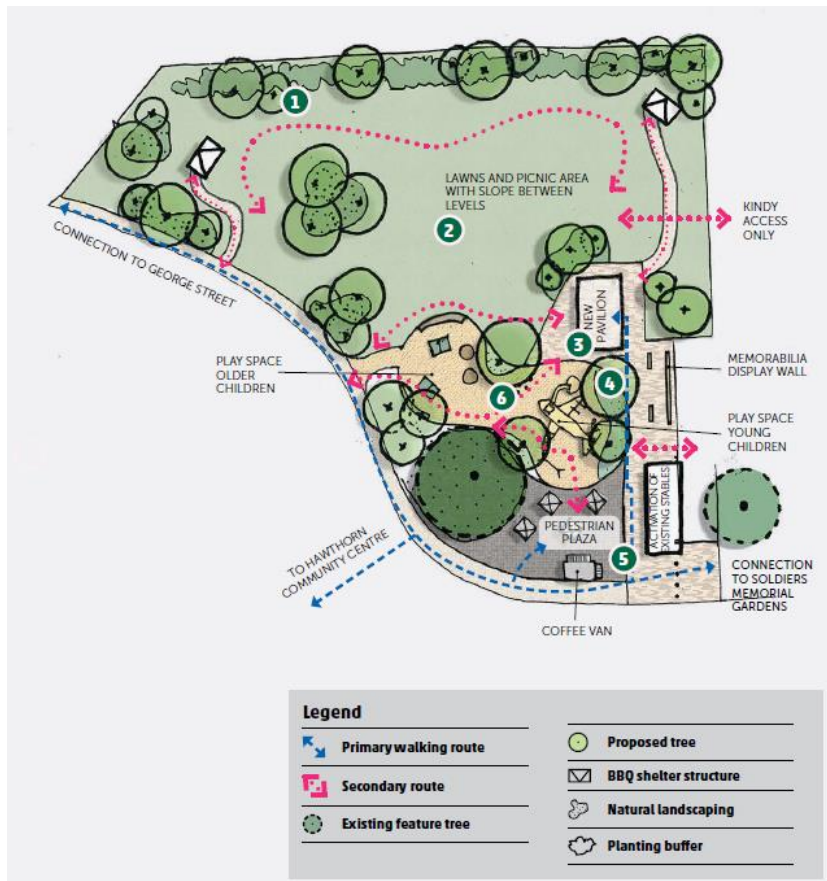 1
LAWNS AND PICNIC AREA
WITH SLOPE BETWEEN
LEVELS
2
KINDY
ACCESS
ONLY
CONNECTION TO GEORGE STREET
NEW
PAVILION
3
PLAY SPACE
OLDER
CHILDREN
MEMORABILIA
DISPLAY WALL
4
6
PLAY SPACE
YOUNG
CHILDREN
ACTIVATION OF
EXISTING STABLES
PEDESTRIAN
PLAZA
5
TO HAWTHORN
COMMUNITY CENTRE
CONNECTION
TO SOLDIERS
MEMORIAL
GARDENS
COFFEE VAN
Legend
Primary walking route
Secondary route
Existing feature tree
Proposed tree
BBQ shelter structure
Natural landscaping
Planting buffer